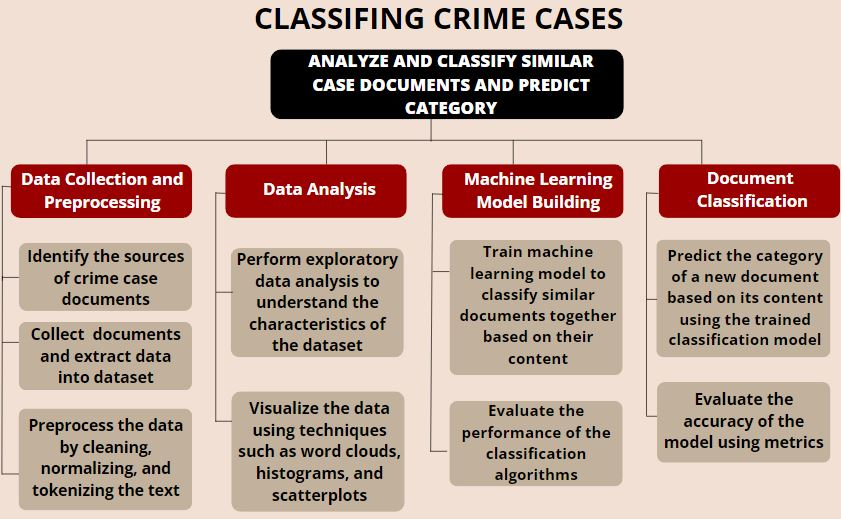 CLASSIFING CRIME CASES
ANALYZE AND CLASSIFY SIMILAR
CASE DOCUMENTS AND PREDICT
CATEGORY
Data Collection and
Preprocessing
Identify the sources
of crime case
documents
Collect documents
and extract data
into dataset
Preprocess the data
by cleaning,
normalizing, and
tokenizing the text
Data Analysis
Perform exploratory
data analysis to
understand the
characteristics of
the dataset
Visualize the data
using techniques
such as word clouds,
histograms, and
scatterplots
Machine Learning
Model Building
Train machine
learning model to
classify similar
documents together
based on their
content
Evaluate the
performance of the
classification
algorithms
Document
Classification
Predict the category
of a new document
based on its content
using the trained
classification model
Evaluate the
accuracy of the
model using metrics